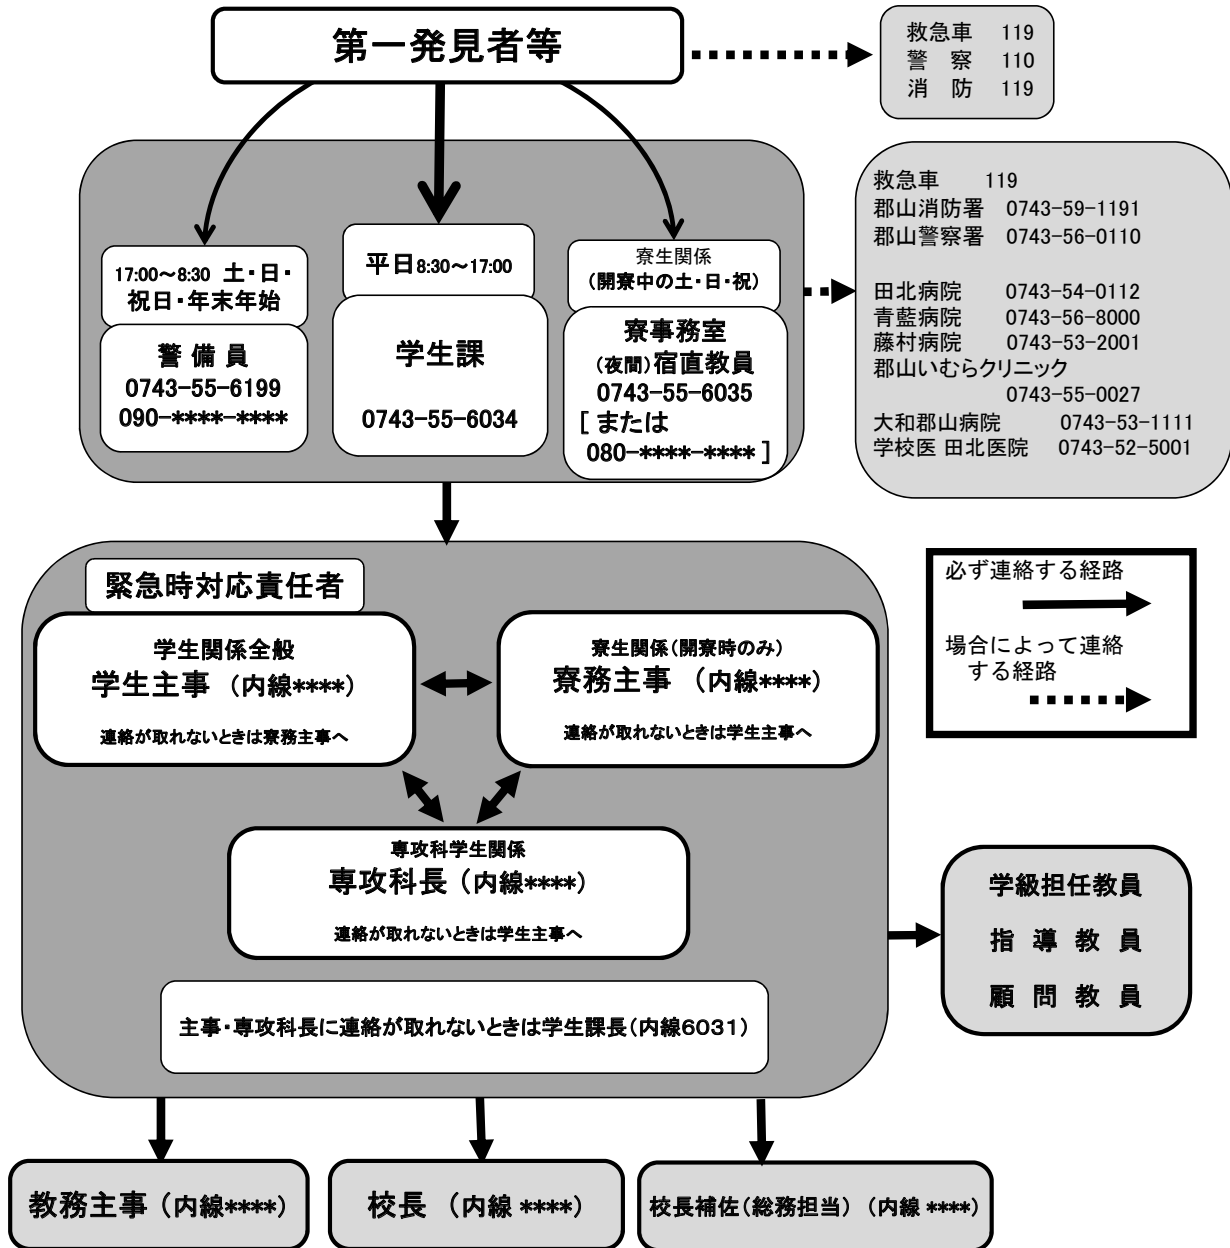 第一発見者等
救急車 119
警 察 110
消 防 119
17:00～8:30 土・日・
祝日・年末年始
警 備 員
0743-55-6199
090-****-****
平日8:30～17:00
学生課
0743-55-6034
寮生関係
(開寮中の土・日・祝)
寮事務室
(夜間)宿直教員
0743-55-6035
[ または
080-****-**** ]
救急車 119
郡山消防署 0743-59-1191
郡山警察署 0743-56-0110
田北病院 0743-54-0112
青藍病院 0743-56-8000
藤村病院 0743-53-2001
郡山いむらクリニック
0743-55-0027
大和郡山病院 0743-53-1111
学校医 田北医院 0743-52-5001
緊急時対応責任者
学生関係全般
学生主事 (内線****)
連絡が取れないときは寮務主事へ
寮生関係(開寮時のみ)
寮務主事 (内線****)
連絡が取れないときは学生主事へ
専攻科学生関係
専攻科長 (内線****)
連絡が取れないときは学生主事へ
主事・専攻科長に連絡が取れないときは学生課長(内線6031)
必ず連絡する経路
場合によって連絡
する経路
学級担任教員
指 導 教 員
顧 問 教 員
教務主事 (内線****)
校長 (内線 ****)
校長補佐(総務担当) (内線 ****)